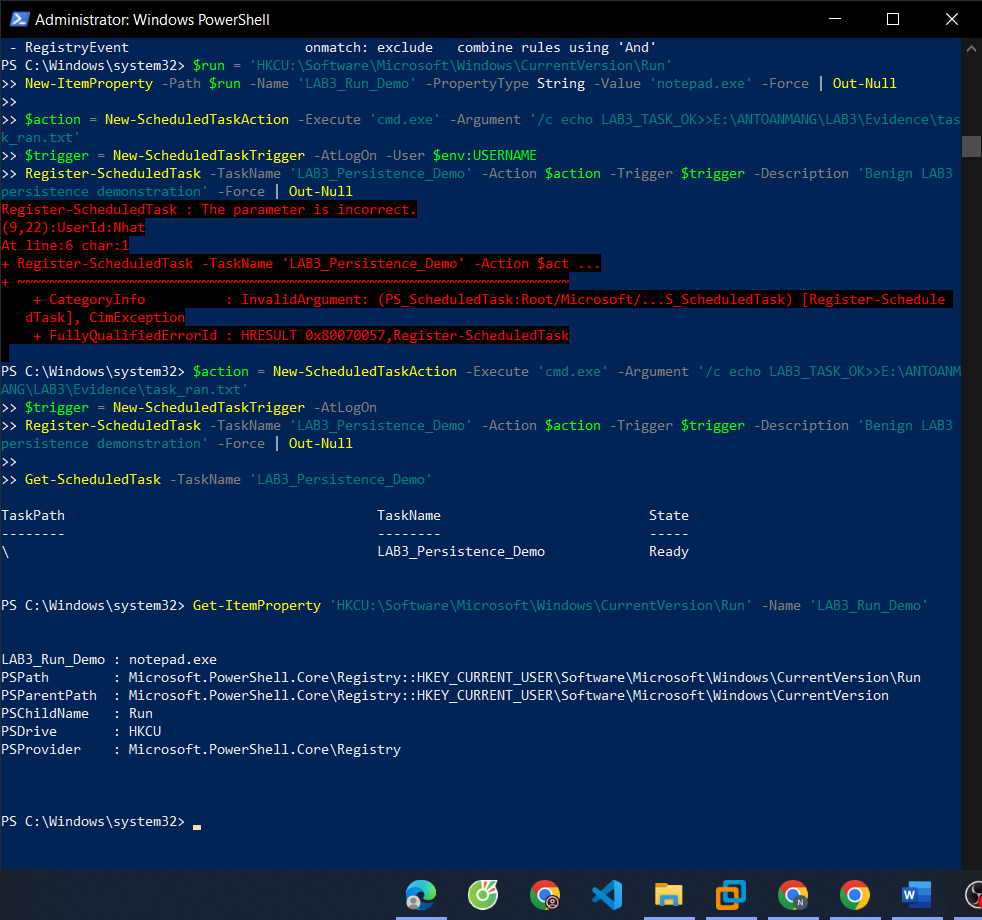 Administrator: Windows PowerShell
- RegistryEvent onmatch: exclude combine rules using 'And'
PS C:\Windows\system32> $run = 'HKCU:\Software\Microsoft\Windows\CurrentVersion\Run'
>> New-ItemProperty -Path $run -Name 'LAB3_Run_Demo' -PropertyType String -Value 'notepad.exe' -Force | Out-Null
>>
>> $action = New-ScheduledTaskAction -Execute 'cmd.exe' -Argument '/c echo LAB3_TASK_OK>>E:\ANTOANMANG\LAB3\Evidence\tas
k_ran.txt'
>> $trigger = New-ScheduledTaskTrigger -AtLogOn -User $env:USERNAME
>> Register-ScheduledTask -TaskName 'LAB3_Persistence_Demo' -Action $action -Trigger $trigger -Description 'Benign LAB3
persistence demonstration' -Force | Out-Null
Register-ScheduledTask : The parameter is incorrect.
(9,22):UserId:Nhat
At line:6 char:1
+ Register-ScheduledTask -TaskName 'LAB3_Persistence_Demo' -Action $act ...
+ ~~~~~~~~~~~~~~~~~~~~~~~~~~~~~~~~~~~~~~~~~~~~~~~~~~~~~~~~~~~~~~~~~~~~~
+ CategoryInfo : InvalidArgument: (PS_ScheduledTask:Root/Microsoft/...S_ScheduledTask) [Register-Schedule
dTask], CimException
+ FullyQualifiedErrorId : HRESULT 0x80070057,Register-ScheduledTask
PS C:\Windows\system32> $action = New-ScheduledTaskAction -Execute 'cmd.exe' -Argument '/c echo LAB3_TASK_OK>>E:\ANTOANM
ANG\LAB3\Evidence\task_ran.txt'
>> $trigger = New-ScheduledTaskTrigger -AtLogOn
>> Register-ScheduledTask -TaskName 'LAB3_Persistence_Demo' -Action $action -Trigger $trigger -Description 'Benign LAB3
persistence demonstration' -Force | Out-Null
>>
>> Get-ScheduledTask -TaskName 'LAB3_Persistence_Demo'
TaskPath TaskName State
-------- -------- -----
\ LAB3_Persistence_Demo Ready
PS C:\Windows\system32> Get-ItemProperty 'HKCU:\Software\Microsoft\Windows\CurrentVersion\Run' -Name 'LAB3_Run_Demo'
LAB3_Run_Demo : notepad.exe
PSPath : Microsoft.PowerShell.Core\Registry::HKEY_CURRENT_USER\Software\Microsoft\Windows\CurrentVersion\Run
PSParentPath : Microsoft.PowerShell.Core\Registry::HKEY_CURRENT_USER\Software\Microsoft\Windows\CurrentVersion
PSChildName : Run
PSDrive : HKCU
PSProvider : Microsoft.PowerShell.Core\Registry
PS C:\Windows\system32>
N W